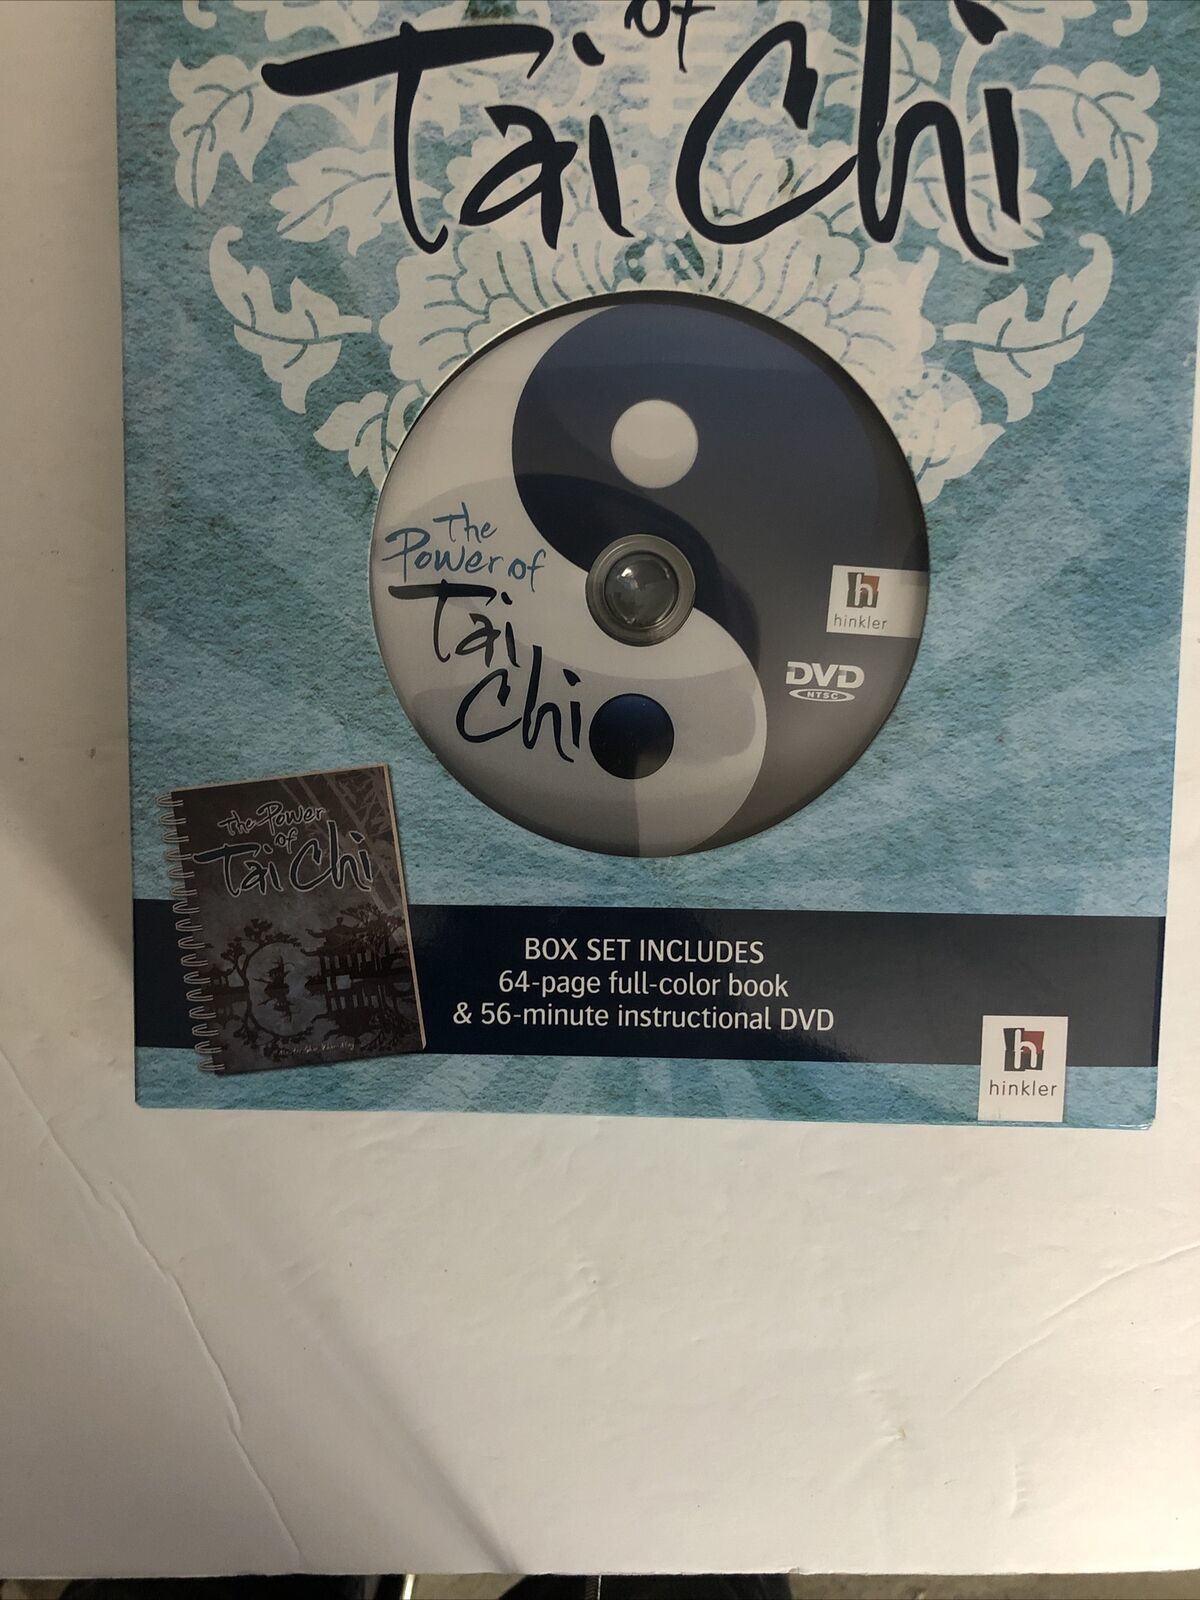 of
Tai Chi
The
Power of
Tai
Chi
h
hinkler
DVD
NTSC
The Power
of
Tai Chi
BOX SET INCLUDES
64-page full-color book
& 56-minute instructional DVD
h
hinkler